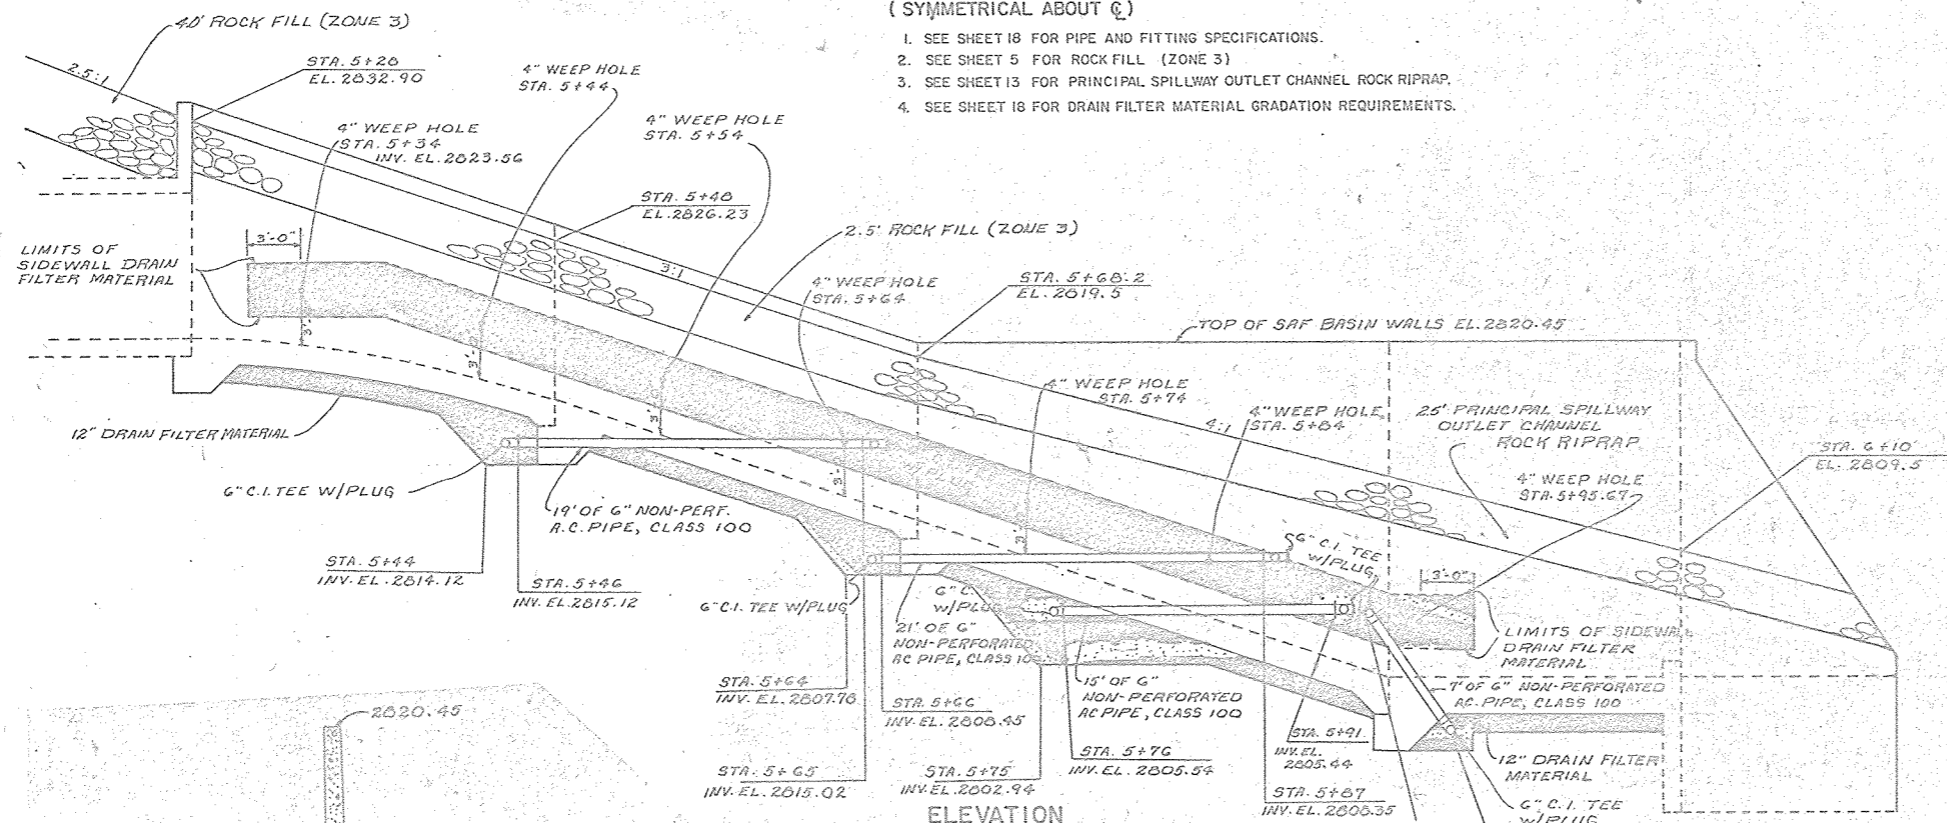 ( SYMMETRICAL ABOUT ℄ )
1. SEE SHEET 18 FOR PIPE AND FITTING SPECIFICATIONS.
2. SEE SHEET 5 FOR ROCK FILL (ZONE 3)
3. SEE SHEET 13 FOR PRINCIPAL SPILLWAY OUTLET CHANNEL ROCK RIPRAP.
4. SEE SHEET 18 FOR DRAIN FILTER MATERIAL GRADATION REQUIREMENTS.
4.0' ROCK FILL (ZONE 3)
2.5:1
STA. 5+28
EL. 2832.90
4" WEEP HOLE
STA. 5+44
4" WEEP HOLE
STA. 5+34
INV. EL. 2823.56
4" WEEP HOLE
STA. 5+54
STA. 5+48
EL. 2826.23
2.5' ROCK FILL (ZONE 3)
3:1
3'-0"
LIMITS OF
SIDEWALL DRAIN
FILTER MATERIAL
4" WEEP HOLE
STA. 5+64
STA. 5+68.2
EL. 2819.5
TOP OF SAF BASIN WALLS EL. 2820.45
3'
3'
3'
3'
3'
4" WEEP HOLE
STA. 5+74
4" WEEP HOLE
STA. 5+84
4:1
PRINCIPAL SPILLWAY
OUTLET CHANNEL
ROCK RIPRAP
STA. 6+10
EL. 2809.5
4" WEEP HOLE
STA. 5+95.67
12" DRAIN FILTER MATERIAL
6" C.I. TEE W/PLUG
19' OF 6" NON-PERF.
A.C. PIPE, CLASS 100
STA. 5+44
INV. EL. 2814.12
STA. 5+46
INV. EL. 2815.12
6" C.I. TEE W/PLUG
6" C.I. TEE
W/PLUG
3'-0"
6" C.
W/PLUG
21' OF 6"
NON-PERFORATED
AC PIPE, CLASS 10
LIMITS OF SIDEWALL
DRAIN FILTER
MATERIAL
STA. 5+64
INV. EL. 2807.78
STA. 5+66
INV. EL. 2808.45
15' OF 6"
NON-PERFORATED
AC PIPE, CLASS 100
7' OF 6" NON-PERFORATED
AC. PIPE, CLASS 100
STA. 5+65
INV. EL. 2815.02
STA. 5+75
INV. EL. 2802.94
STA. 5+76
INV. EL. 2805.54
STA. 5+91
INV. EL.
2805.44
STA. 5+87
INV. EL. 2808.35
12" DRAIN FILTER
MATERIAL
6" C.I. TEE
W/PLUG
2820.45
ELEVATION